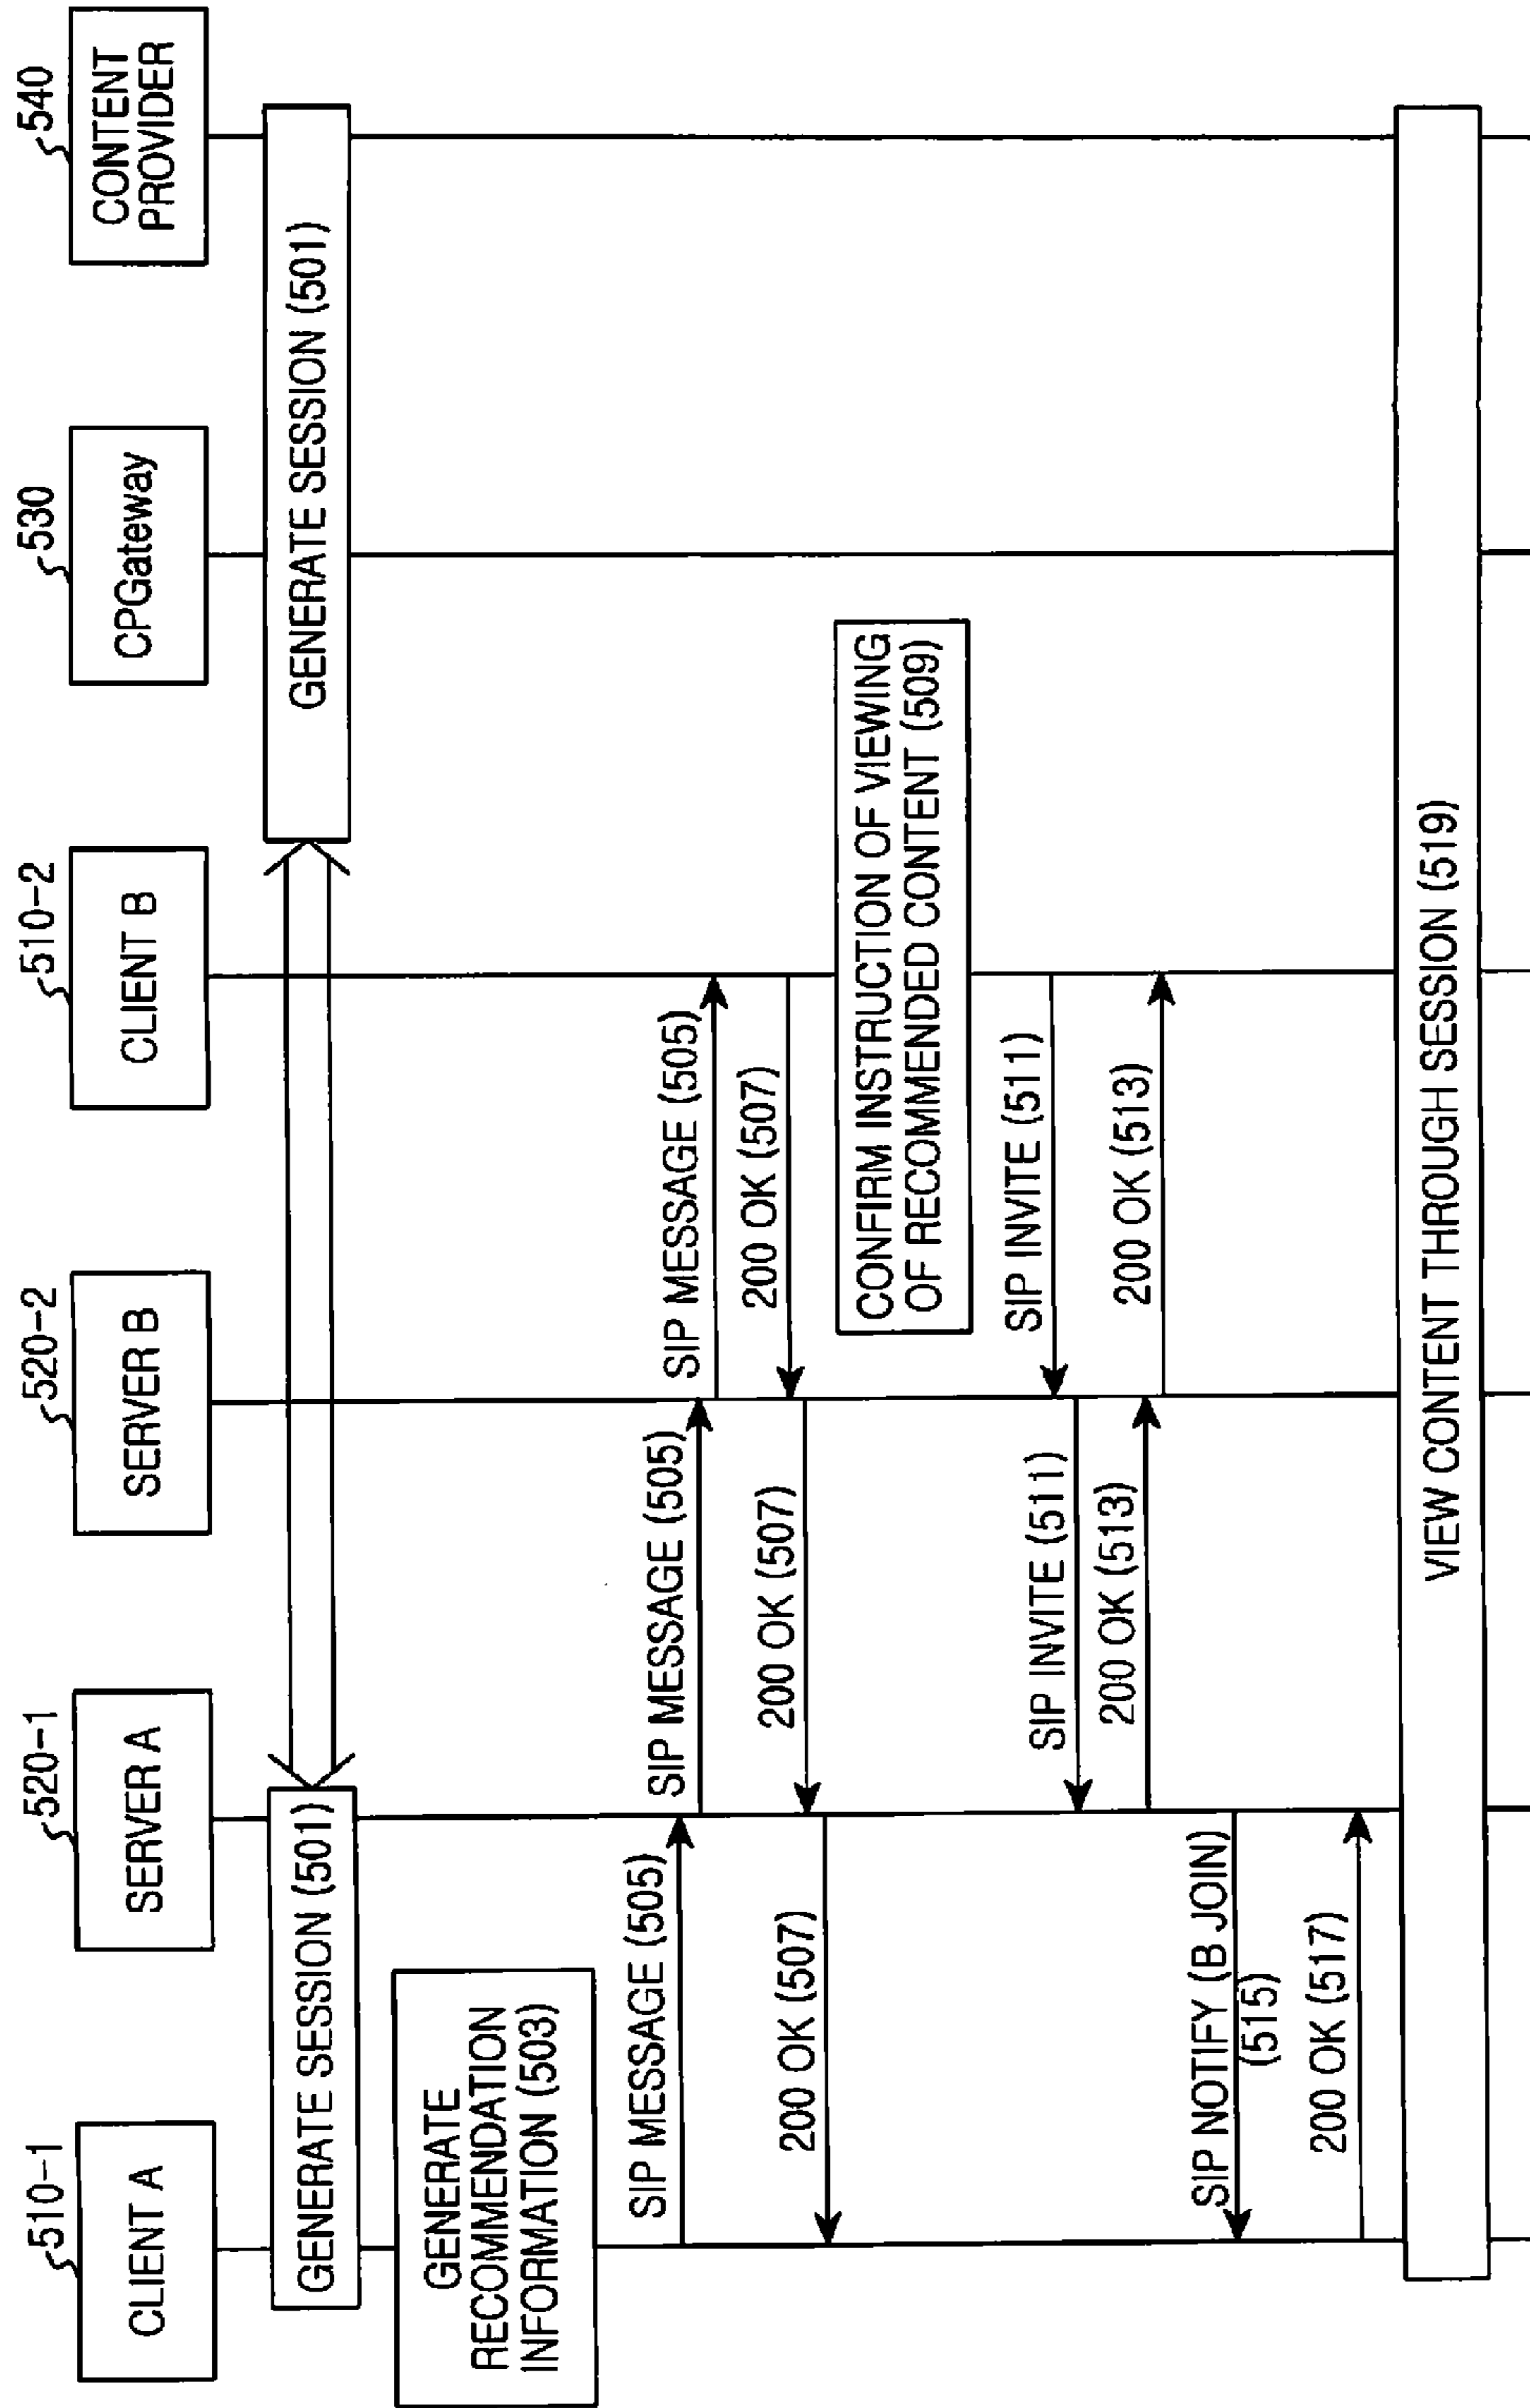 510-1
CLIENT A
520-1
SERVER A
520-2
SERVER B
510-2
CLIENT B
530
CPGateway
540
CONTENT
PROVIDER
GENERATE SESSION (501)
GENERATE SESSION (501)
GENERATE
RECOMMENDATION
INFORMATION (503)
SIP MESSAGE (505)
SIP MESSAGE (505)
SIP MESSAGE (505)
200 OK (507)
200 OK (507)
200 OK (507)
CONFIRM INSTRUCTION OF VIEWING
OF RECOMMENDED CONTENT (509)
SIP INVITE (511)
SIP INVITE (511)
200 OK (513)
200 OK (513)
SIP NOTIFY (B JOIN)
(515)
200 OK (517)
VIEW CONTENT THROUGH SESSION (519)